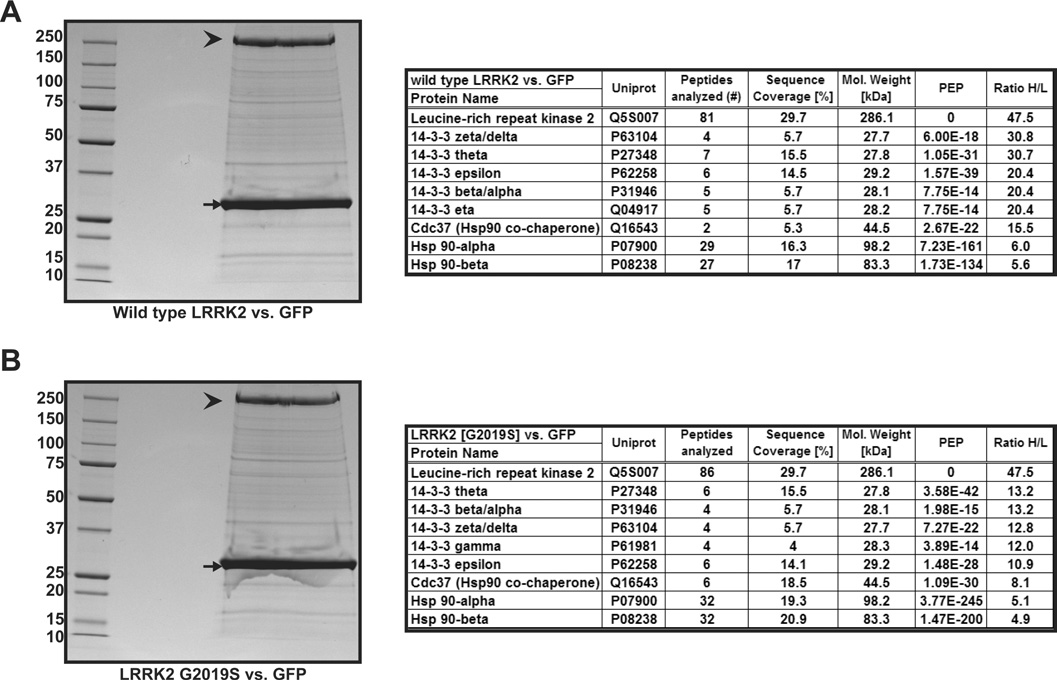 A
250
150
100
75
50
37
25
20
15
10
Wild type LRRK2 vs. GFP
wild type LRRK2 vs. GFP
Protein Name Uniprot Peptides analyzed (#) Sequence Coverage [%] Mol. Weight [kDa] PEP Ratio H/L
Leucine-rich repeat kinase 2 Q5S007 81 29.7 286.1 0 47.5
14-3-3 zeta/delta P63104 4 5.7 27.7 6.00E-18 30.8
14-3-3 theta P27348 7 15.5 27.8 1.05E-31 30.7
14-3-3 epsilon P62258 6 14.5 29.2 1.57E-39 20.4
14-3-3 beta/alpha P31946 5 5.7 28.1 7.75E-14 20.4
14-3-3 eta Q04917 5 5.7 28.2 7.75E-14 20.4
Cdc37 (Hsp90 co-chaperone) Q16543 2 5.3 44.5 2.67E-22 15.5
Hsp 90-alpha P07900 29 16.3 98.2 7.23E-161 6.0
Hsp 90-beta P08238 27 17 83.3 1.73E-134 5.6
B
250
150
100
75
50
37
25
20
15
10
LRRK2 G2019S vs. GFP
LRRK2 [G2019S] vs. GFP
Protein Name Uniprot Peptides analyzed Sequence Coverage [%] Mol. Weight [kDa] PEP Ratio H/L
Leucine-rich repeat kinase 2 Q5S007 86 29.7 286.1 0 47.5
14-3-3 theta P27348 6 15.5 27.8 3.58E-42 13.2
14-3-3 beta/alpha P31946 4 5.7 28.1 1.98E-15 13.2
14-3-3 zeta/delta P63104 4 5.7 27.7 7.27E-22 12.8
14-3-3 gamma P61981 4 4 28.3 3.89E-14 12.0
14-3-3 epsilon P62258 6 14.1 29.2 1.48E-28 10.9
Cdc37 (Hsp90 co-chaperone) Q16543 6 18.5 44.5 1.09E-30 8.1
Hsp 90-alpha P07900 32 19.3 98.2 3.77E-245 5.1
Hsp 90-beta P08238 32 20.9 83.3 1.47E-200 4.9